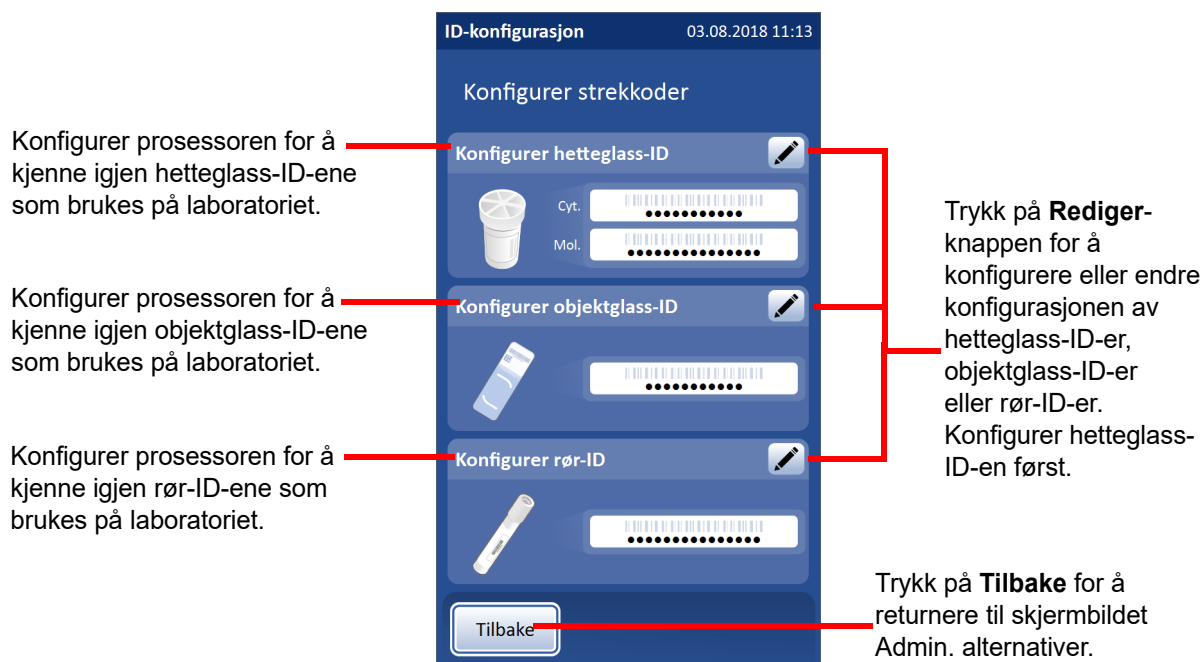 ID-konfigurasjon
03.08.2018 11:13
Konfigurer strekkoder
Konfigurer prosessoren for å
kjenne igjen hetteglass-ID-ene
som brukes på laboratoriet.
Konfigurer hetteglass-ID
Cyt.
Mol.
Konfigurer prosessoren for å
kjenne igjen objektglass-ID-ene
som brukes på laboratoriet.
Konfigurer objektglass-ID
Konfigurer prosessoren for å
kjenne igjen rør-ID-ene som
brukes på laboratoriet.
Konfigurer rør-ID
Trykk på Rediger-
knappen for å
konfigurere eller endre
konfigurasjonen av
hetteglass-ID-er,
objektglass-ID-er
eller rør-ID-er.
Konfigurer hetteglass-
ID-en først.
Tilbake
Trykk på Tilbake for å
returnere til skjermbildet
Admin. alternativer.